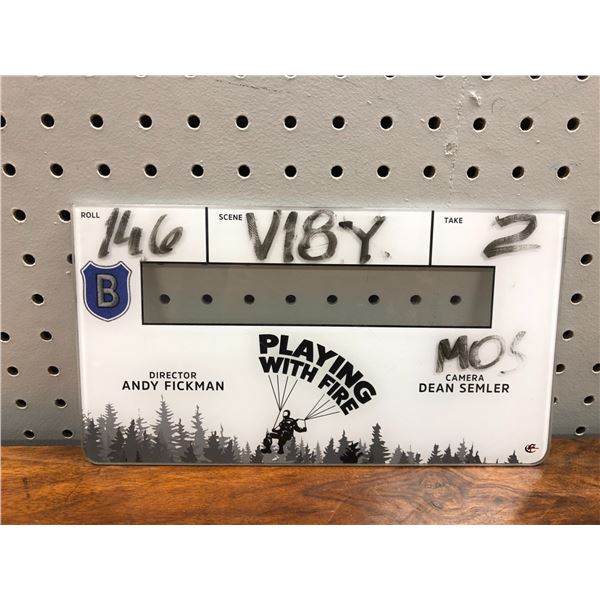 ROLL 146 SCENE V18Y TAKE 2
B
MOS
PLAYING
WITH FIRE
DIRECTOR
ANDY FICKMAN
CAMERA
DEAN SEMLER